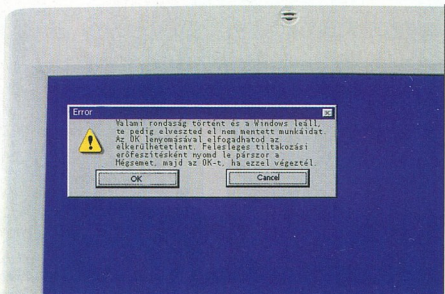 Error
Valami rondaság történt és a Windows leáll,
te pedig elveszted el nem mentett munkáidat.
Az OK lenyomásával elfogadhatod az
elkerülhetetlent. Felesleges tiltakozási
erőfeszítésként nyomd le párszor a
Mégsemet, majd az OK-t, ha ezzel végeztél.
OK Cancel